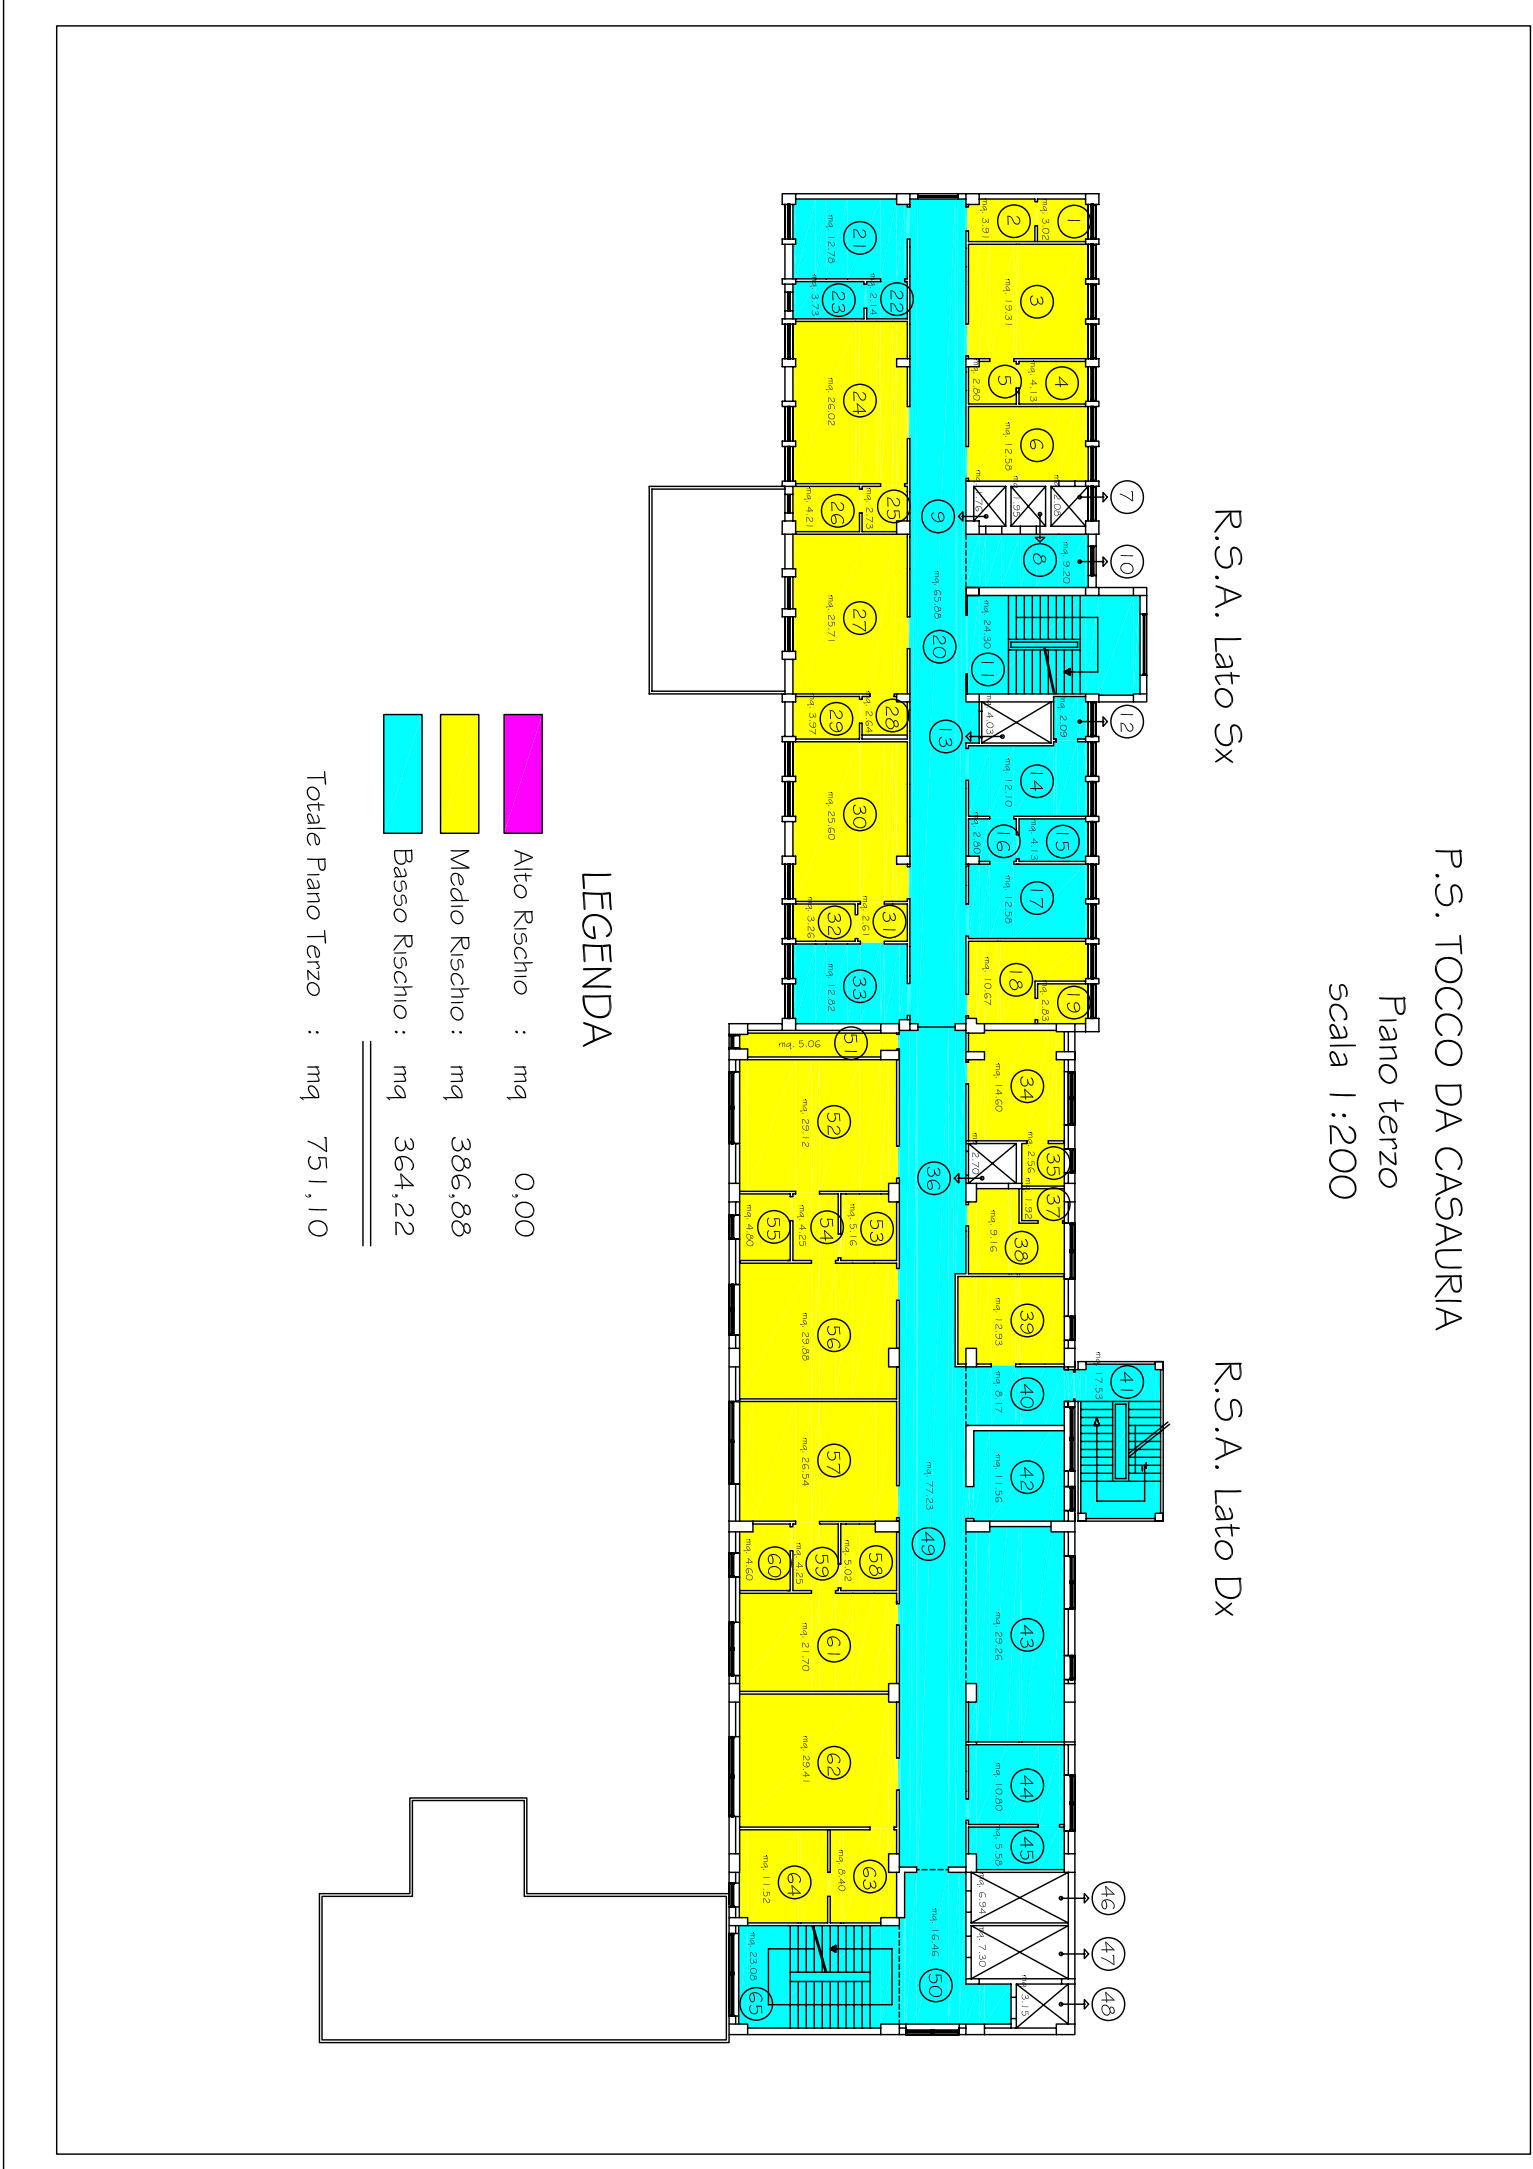 P.S. TOCCO DA CASAURIA
Piano terzo
scala 1:200
R.S.A. Lato Sx
R.S.A. Lato Dx
1
mq. 3.02
2
mq. 3.91
3
mq. 19.31
4
mq. 4.13
5
mq. 2.80
6
mq. 12.58
7
mq. 2.08
8
mq. 1.95
9
mq. 1.76
10
mq. 9.20
11
mq. 24.30
12
mq. 2.09
13
mq. 4.03
14
mq. 12.10
15
mq. 4.13
16
mq. 2.80
17
mq. 12.58
18
mq. 10.67
19
mq. 2.83
20
mq. 65.88
21
mq. 12.78
22
mq. 2.14
23
mq. 3.73
24
mq. 26.02
25
mq. 2.73
26
mq. 4.21
27
mq. 25.71
28
mq. 2.64
29
mq. 3.97
30
mq. 25.60
31
mq. 2.61
32
mq. 3.26
33
mq. 12.82
34
mq. 14.60
35
mq. 2.56
36
mq. 2.70
37
mq. 1.92
38
mq. 9.16
39
mq. 12.93
40
mq. 8.17
41
mq. 17.53
42
mq. 11.56
43
mq. 29.26
44
mq. 10.80
45
mq. 5.58
46
mq. 6.94
47
mq. 7.30
48
mq. 3.15
49
mq. 77.23
50
mq. 16.46
51
mq. 5.06
52
mq. 29.12
53
mq. 5.16
54
mq. 4.25
55
mq. 4.80
56
mq. 29.88
57
mq. 26.54
58
mq. 5.02
59
mq. 4.25
60
mq. 4.60
61
mq. 21.70
62
mq. 29.41
63
mq. 8.40
64
mq. 11.52
65
mq. 23.08
LEGENDA
Alto Rischio : mq 0,00
Medio Rischio : mq 386,88
Basso Rischio : mq 364,22
Totale Piano Terzo : mq 751,10